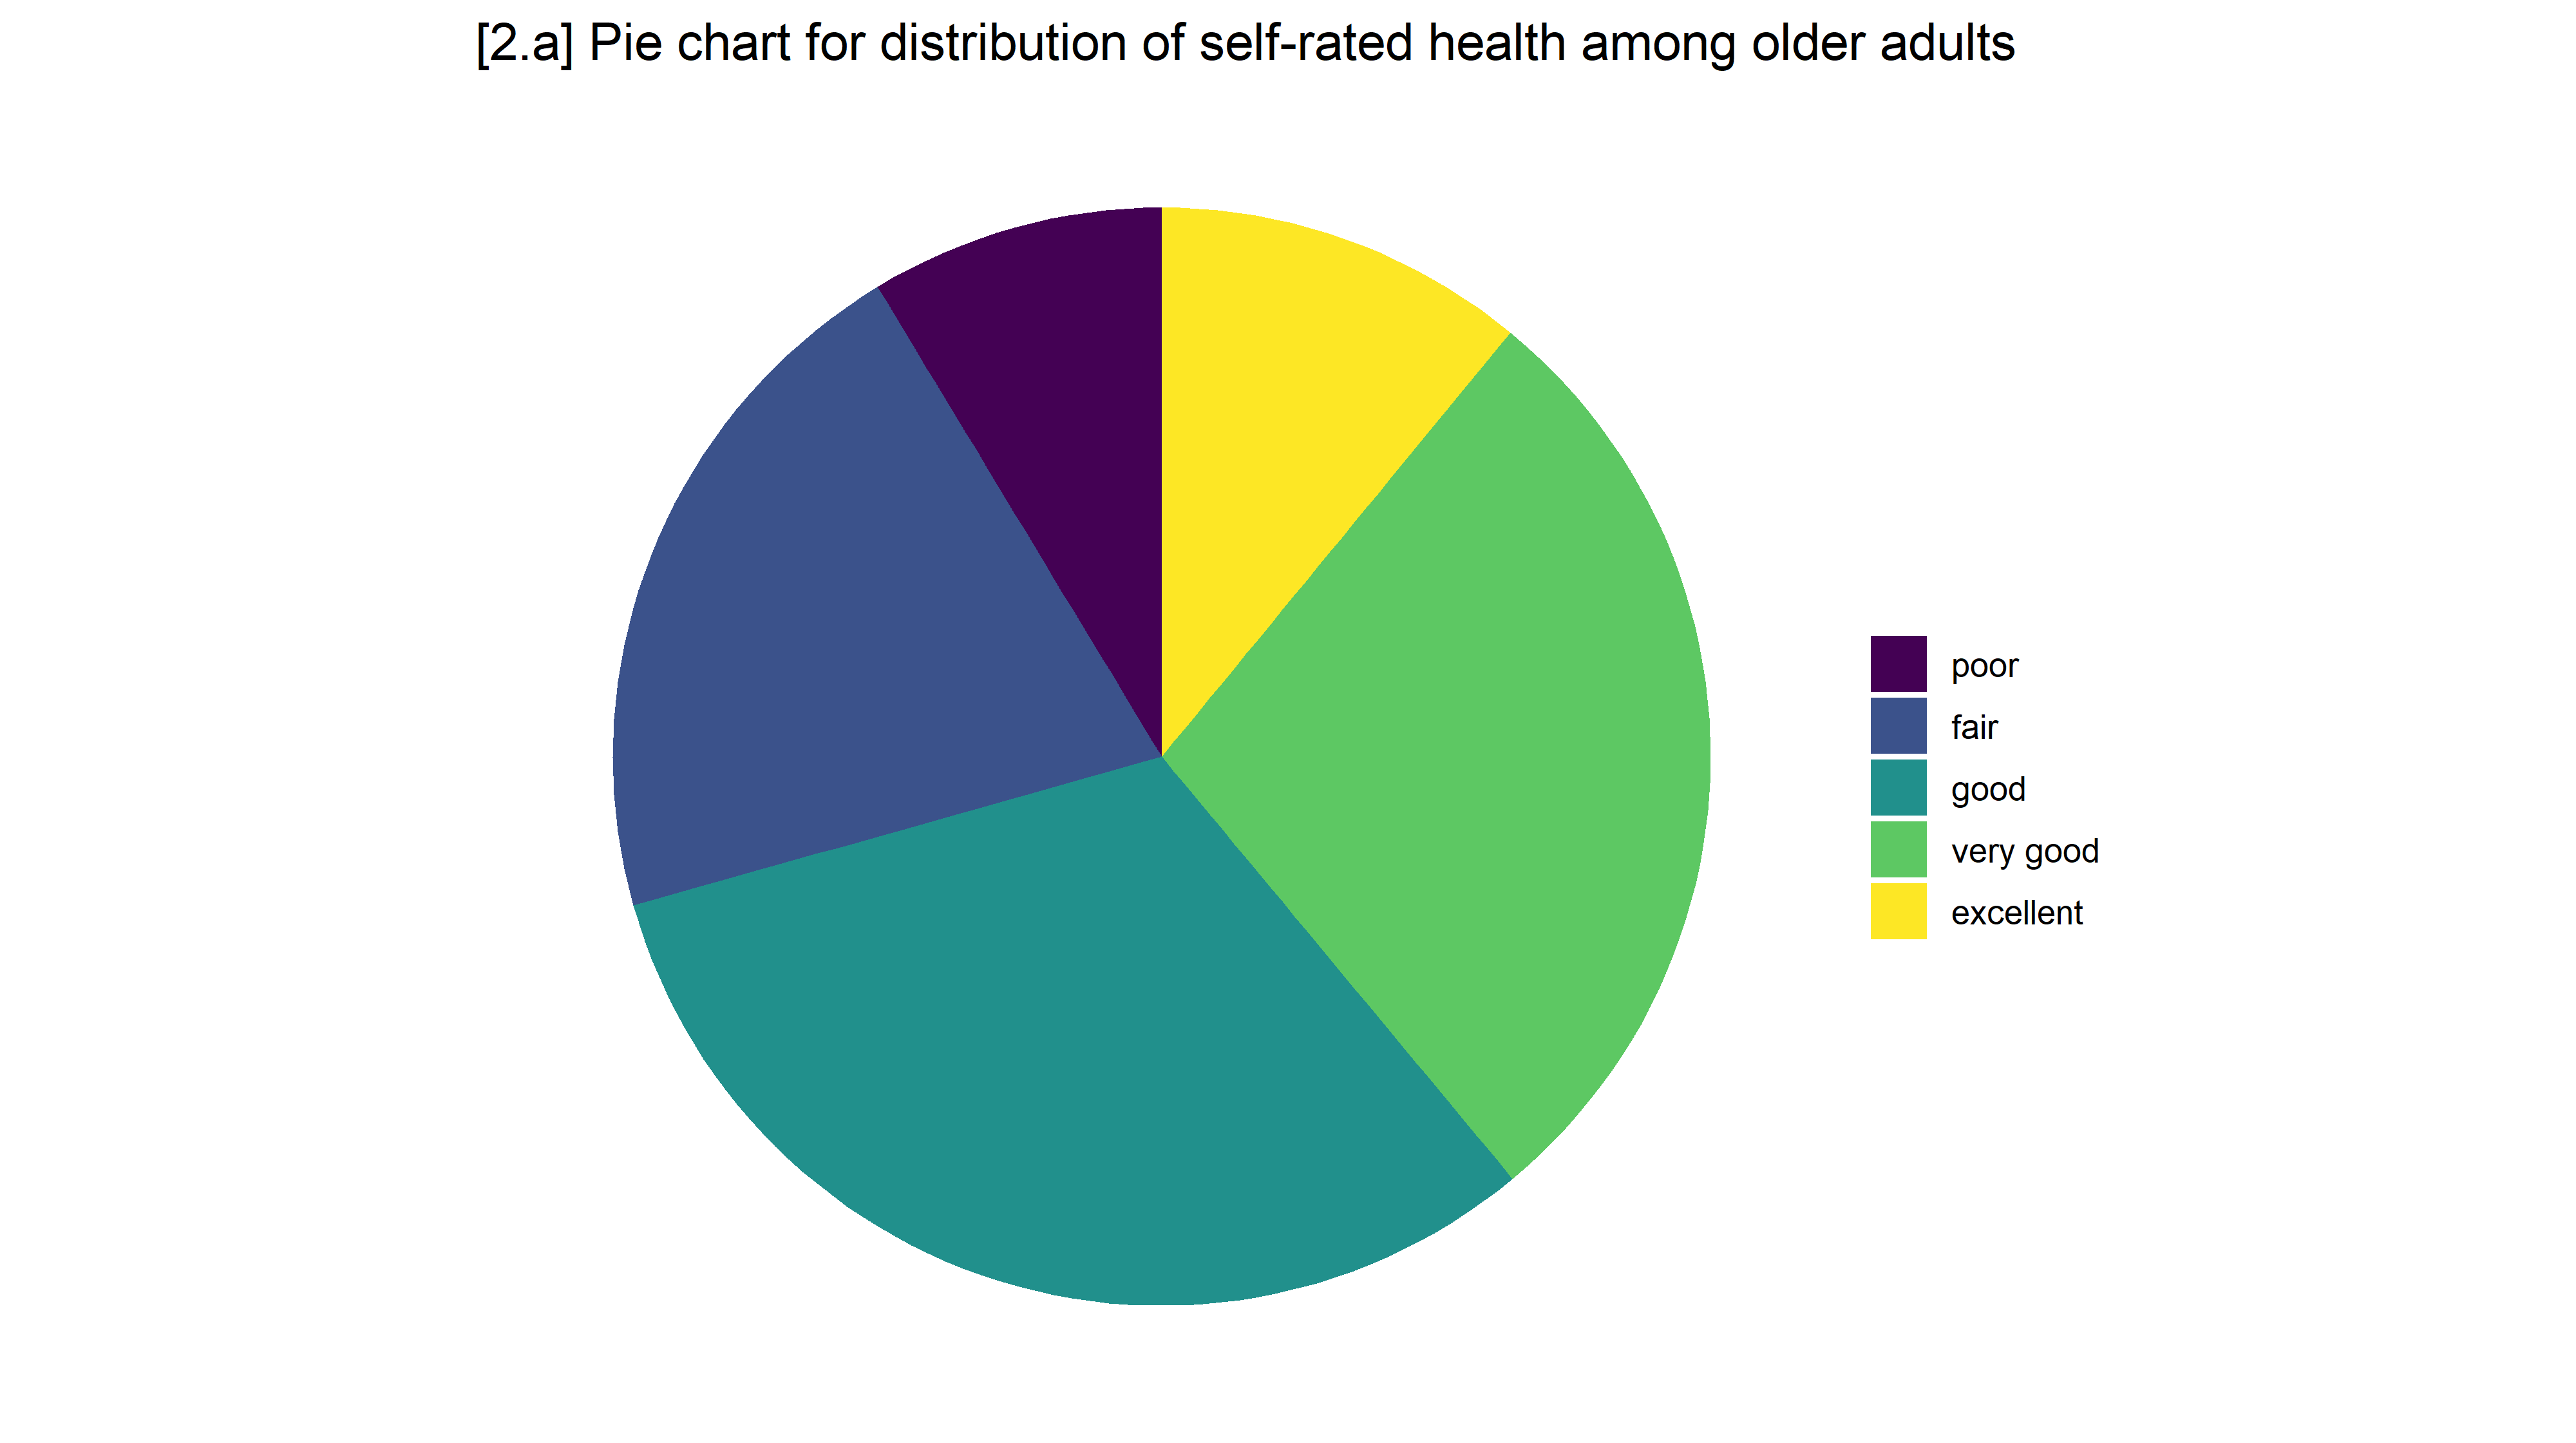 [2.a] Pie chart for distribution of self-rated health among older adults
poor
fair
good
very good
excellent